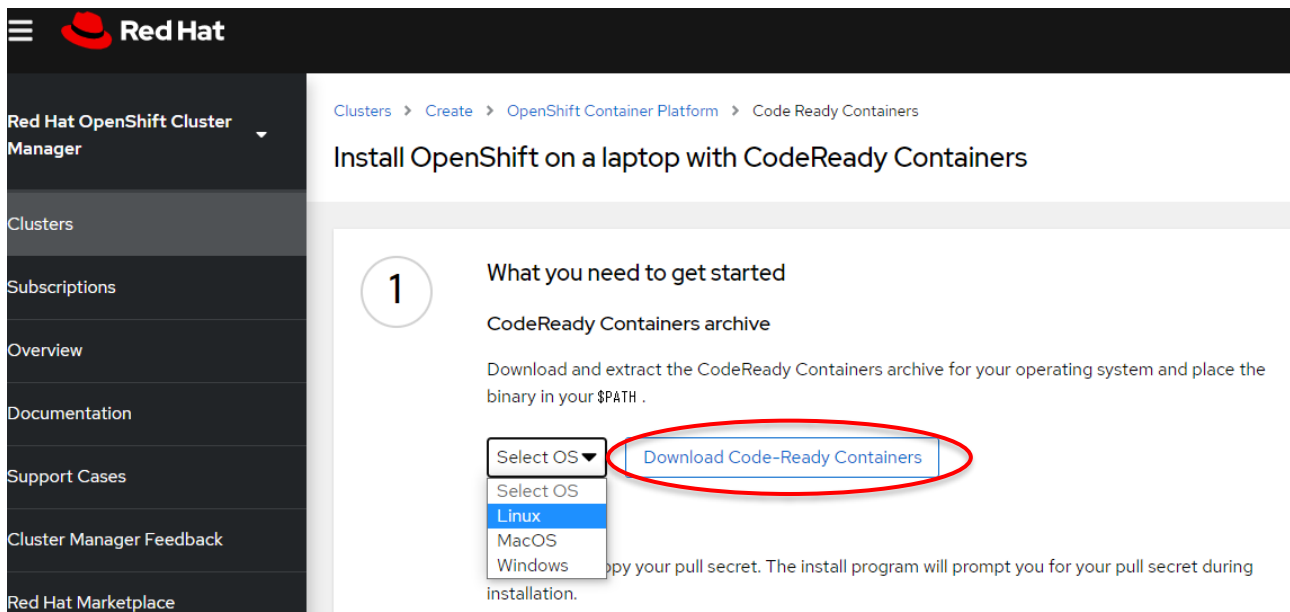 Red Hat
Red Hat OpenShift Cluster
Manager
Clusters
Subscriptions
Overview
Documentation
Support Cases
Cluster Manager Feedback
Red Hat Marketplace
Clusters > Create > OpenShift Container Platform > Code Ready Containers
Install OpenShift on a laptop with CodeReady Containers
1
What you need to get started
CodeReady Containers archive
Download and extract the CodeReady Containers archive for your operating system and place the
binary in your $PATH .
Select OS Download Code-Ready Containers
Select OS
Linux
MacOS
Windows
opy your pull secret. The install program will prompt you for your pull secret during
installation.